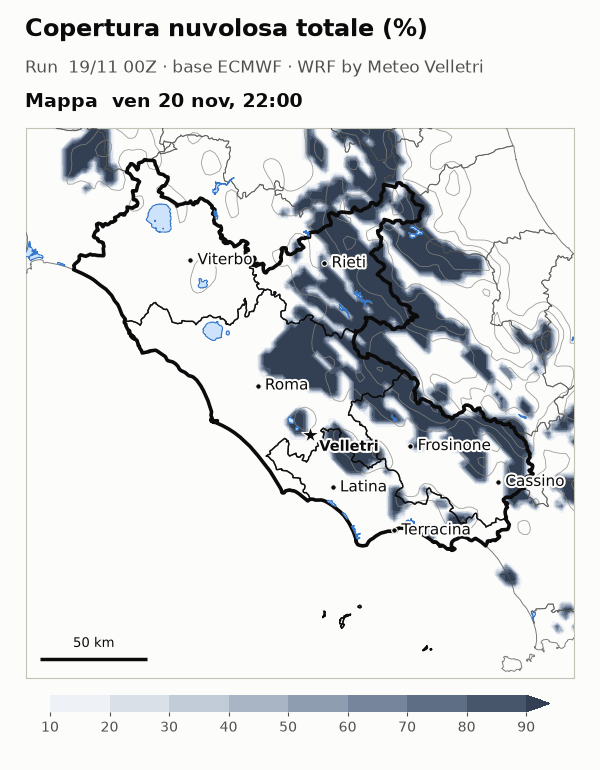 Copertura nuvolosa totale (%)
Run  19/11 00Z · base ECMWF · WRF by Meteo Velletri
Mappa  ven 20 nov, 22:00
Viterbo
Rieti
Roma
Velletri
Frosinone
Cassino
Latina
Terracina
50 km
10 20 30 40 50 60 70 80 90